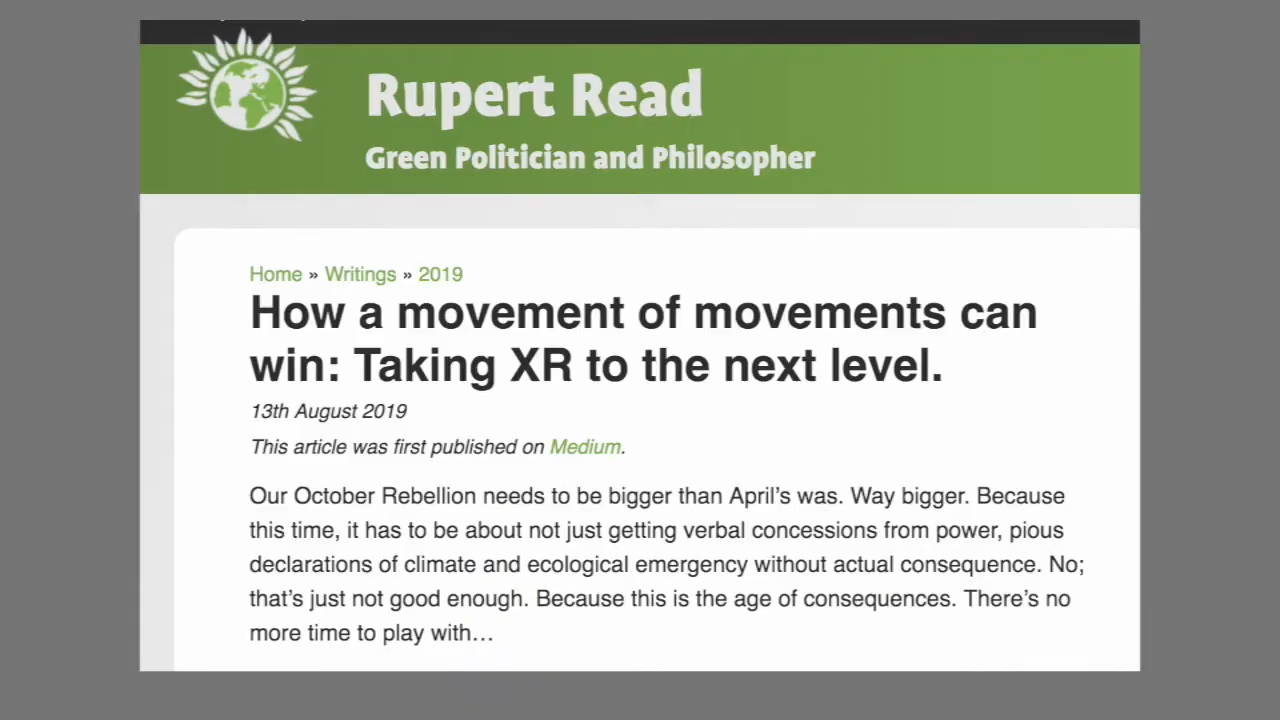 Rupert Read
Green Politician and Philosopher
Home » Writings » 2019
How a movement of movements can
win: Taking XR to the next level.
13th August 2019
This article was first published on Medium.
Our October Rebellion needs to be bigger than April’s was. Way bigger. Because
this time, it has to be about not just getting verbal concessions from power, pious
declarations of climate and ecological emergency without actual consequence. No;
that’s just not good enough. Because this is the age of consequences. There’s no
more time to play with…